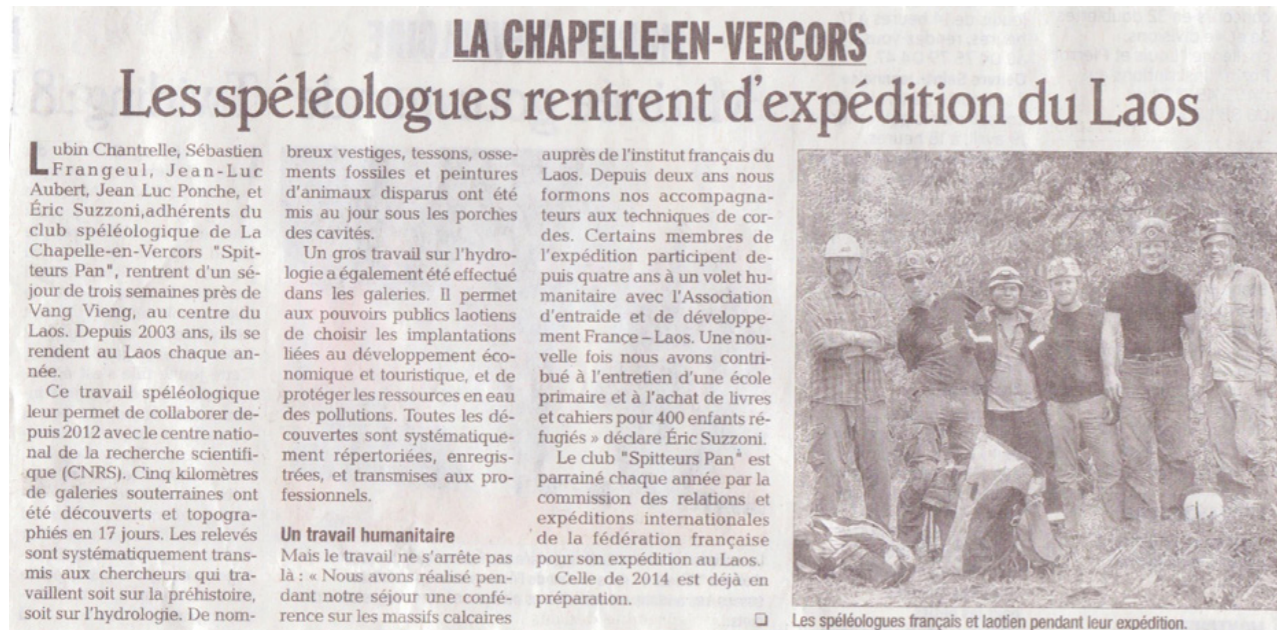 LA CHAPELLE-EN-VERCORS
Les spéléologues rentrent d'expédition du Laos
Lubin Chantrelle, Sébastien
Frangeul, Jean-Luc
Aubert, Jean Luc Ponche, et
Éric Suzzoni,adhérents du
club spéléologique de La
Chapelle-en-Vercors "Spit-
teurs Pan", rentrent d'un sé-
jour de trois semaines près de
Vang Vieng, au centre du
Laos. Depuis 2003 ans, ils se
rendent au Laos chaque an-
née.
Ce travail spéléologique
leur permet de collaborer de-
puis 2012 avec le centre natio-
nal de la recherche scientifi-
que (CNRS). Cinq kilomètres
de galeries souterraines ont
été découverts et topogra-
phiés en 17 jours. Les relevés
sont systématiquement trans-
mis aux chercheurs qui tra-
vaillent soit sur la préhistoire,
soit sur l'hydrologie. De nom-
breux vestiges, tessons, osse-
ments fossiles et peintures
d'animaux disparus ont été
mis au jour sous les porches
des cavités.
Un gros travail sur l'hydro-
logie a également été effectué
dans les galeries. Il permet
aux pouvoirs publics laotiens
de choisir les implantations
liées au développement éco-
nomique et touristique, et de
protéger les ressources en eau
des pollutions. Toutes les dé-
couvertes sont systématique-
ment répertoriées, enregis-
trées, et transmises aux pro-
fessionnels.
Un travail humanitaire
Mais le travail ne s'arrête pas
là : « Nous avons réalisé pen-
dant notre séjour une confé-
rence sur les massifs calcaires
auprès de l'institut français du
Laos. Depuis deux ans nous
formons nos accompagna-
teurs aux techniques de cor-
des. Certains membres de
l'expédition participent de-
puis quatre ans à un volet hu-
manitaire avec l'Association
d'entraide et de développe-
ment France – Laos. Une nou-
velle fois nous avons contri-
bué à l'entretien d'une école
primaire et à l'achat de livres
et cahiers pour 400 enfants ré-
fugiés » déclare Éric Suzzoni.
Le club "Spitteurs Pan" est
parrainé chaque année par la
commission des relations et
expéditions internationales
de la fédération française
pour son expédition au Laos.
Celle de 2014 est déjà en
préparation.
Les spéléologues français et laotien pendant leur expédition.